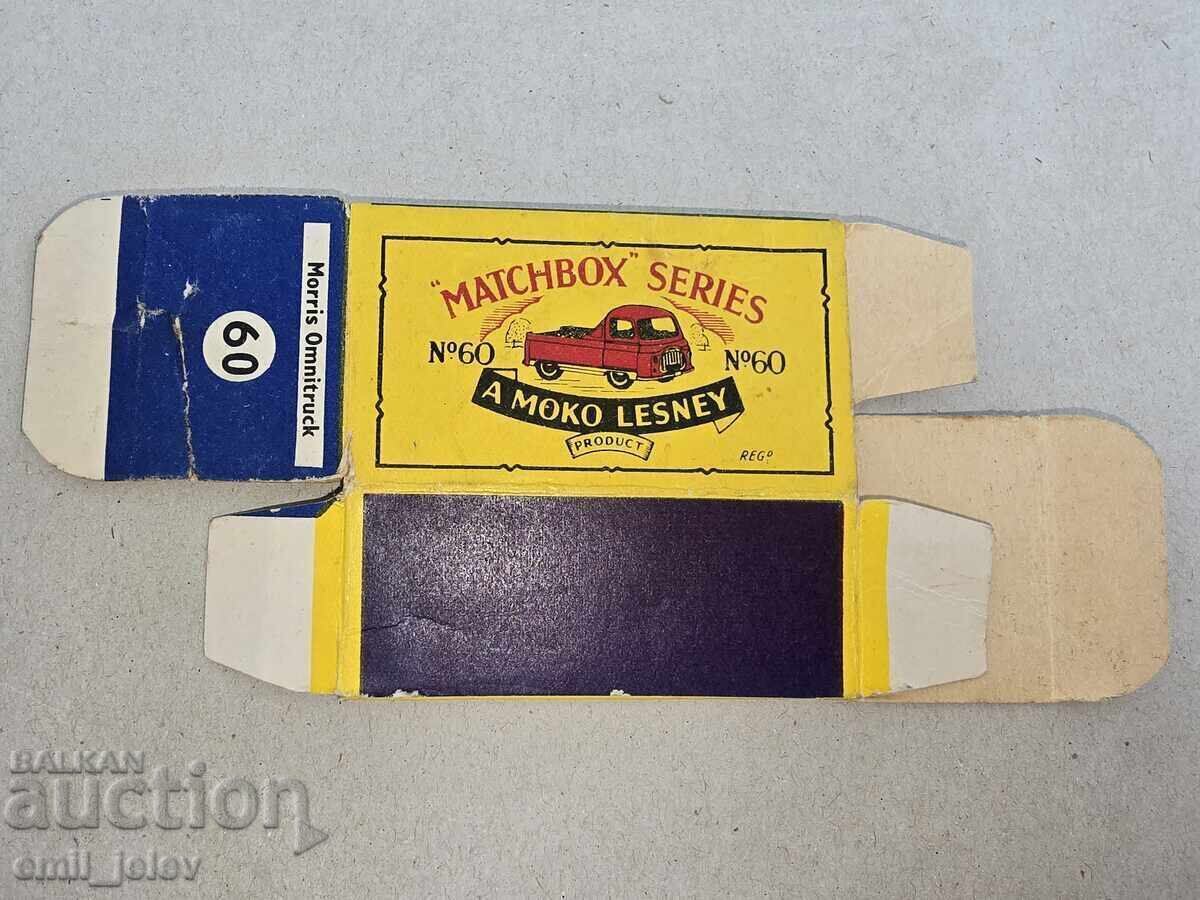 Morris Omnitruck
60
"MATCHBOX" SERIES
Nº60 Nº60
A MOKO LESNEY
PRODUCT
REGD
BALKAN
auction
emil_jelev